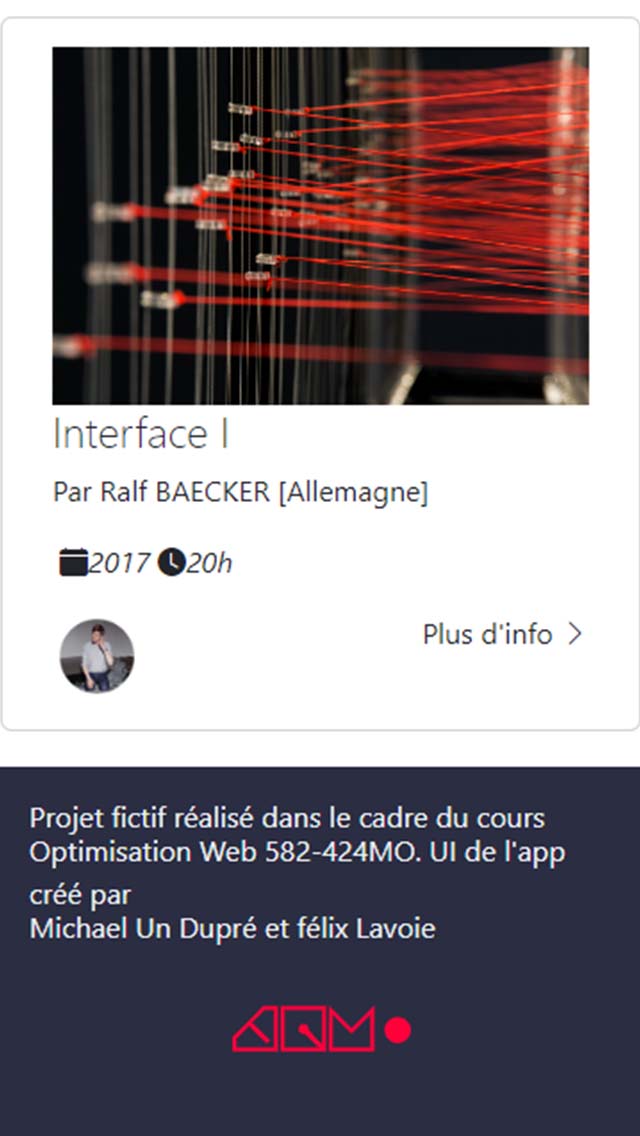 Interface I
Par Ralf BAECKER [Allemagne]
2017 20h
Plus d'info
Projet fictif réalisé dans le cadre du cours
Optimisation Web 582-424MO. UI de l'app
créé par
Michael Un Dupré et félix Lavoie